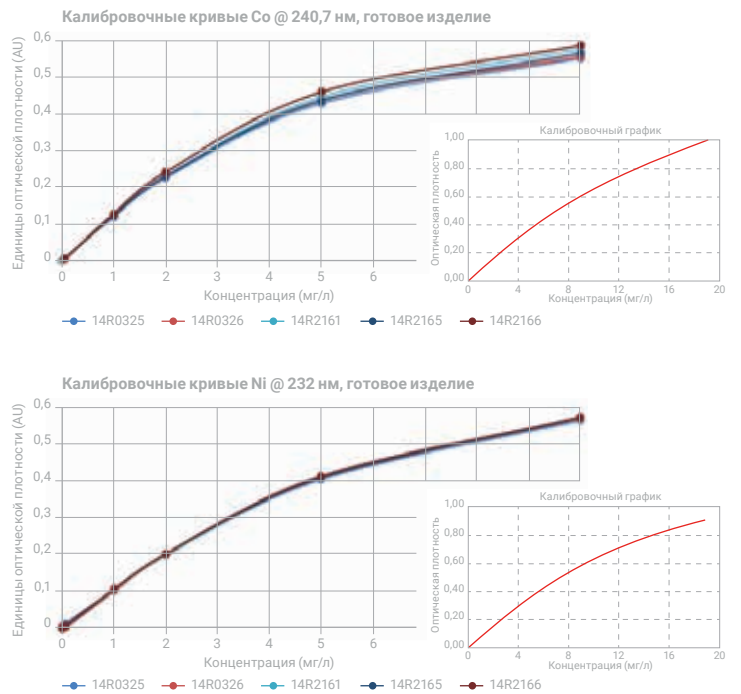 Калибровочные кривые Co @ 240,7 нм, готовое изделие
Единицы оптической плотности (AU)
0,6
0,5
0,4
0,3
0,2
0,1
0
0 1 2 3 4 5 6
Концентрация (мг/л)
Калибровочный график
Оптическая плотность
1,00
0,80
0,60
0,40
0,20
0,00
0 4 8 12 16 20
Концентрация (мг/л)
14R0325 14R0326 14R2161 14R2165 14R2166
Калибровочные кривые Ni @ 232 нм, готовое изделие
Единицы оптической плотности (AU)
0,6
0,5
0,4
0,3
0,2
0,1
0
0 1 2 3 4 5 6
Концентрация (мг/л)
Калибровочный график
Оптическая плотность
1,00
0,80
0,60
0,40
0,20
0,00
0 4 8 12 16 20
Концентрация (мг/л)
14R0325 14R0326 14R2161 14R2165 14R2166